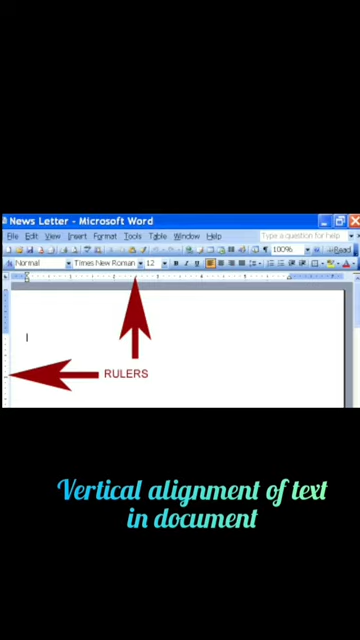 News Letter - Microsoft Word
File Edit View Insert Format Tools Table Window Help Type a question for help
100% Read
Normal Times New Roman 12 B I U
RULERS
Vertical alignment of text
in document